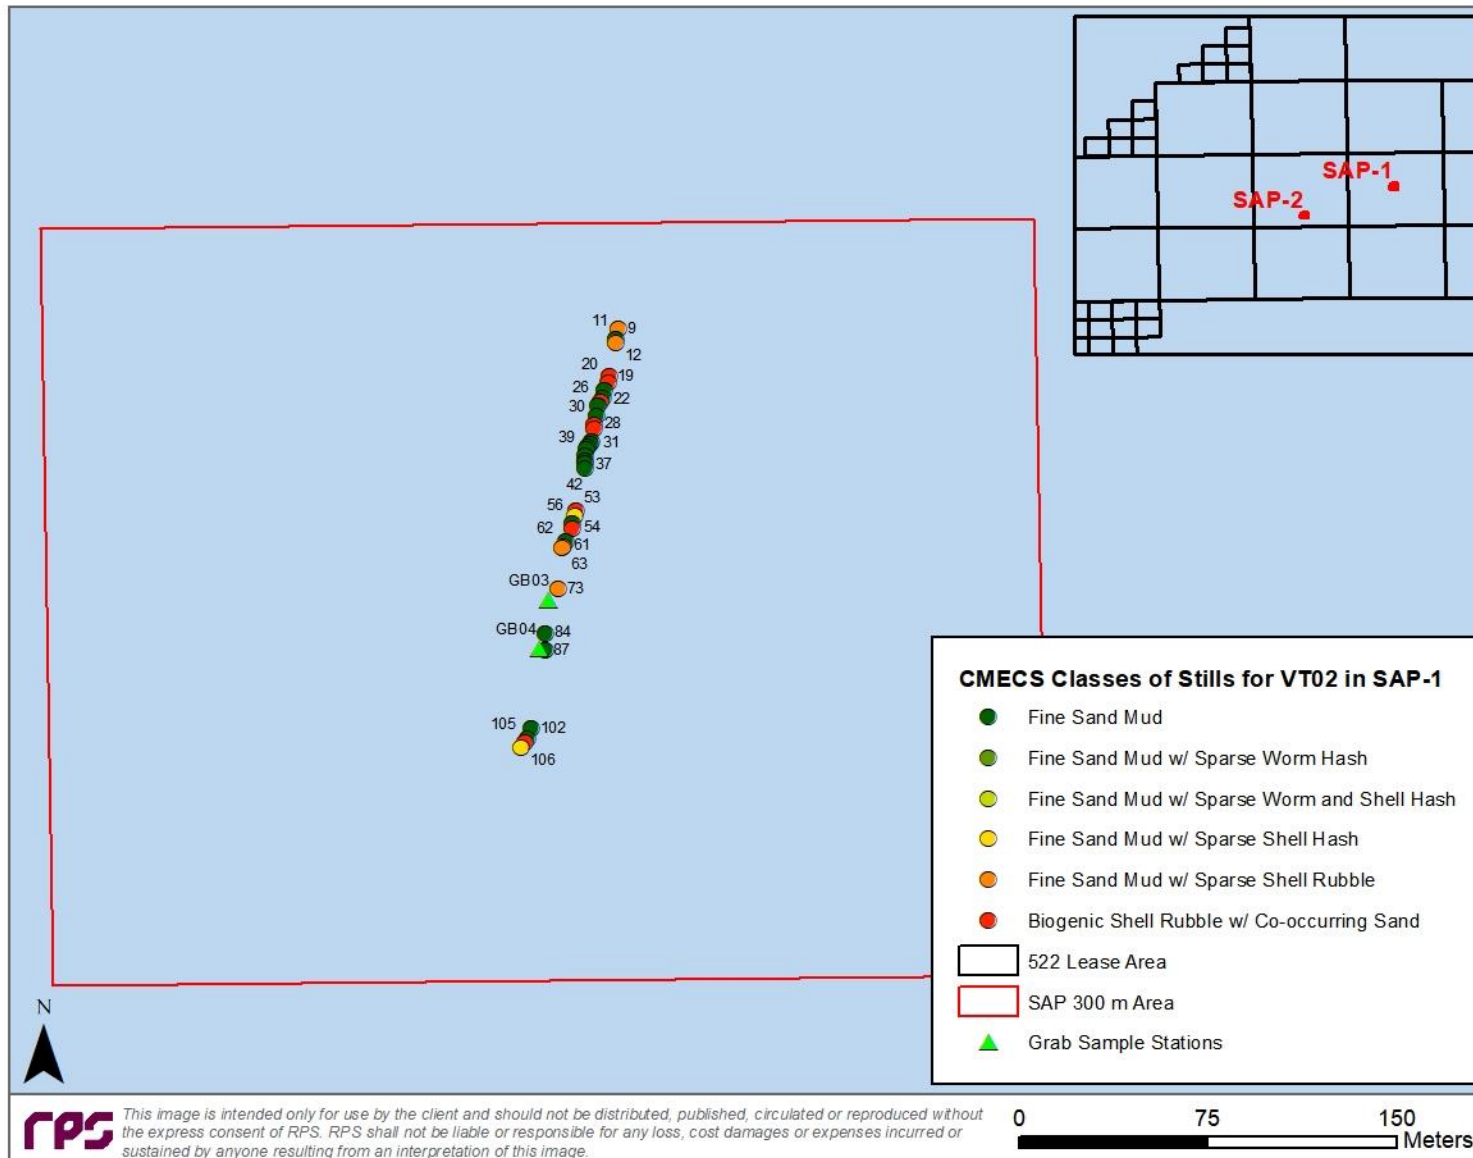 SAP-1
SAP-2
11
9
12
20
19
26
22
30
28
39
31
37
42
53
56
54
62
61
63
GB03
73
GB04
84
87
105
102
106
CMECS Classes of Stills for VT02 in SAP-1
Fine Sand Mud
Fine Sand Mud w/ Sparse Worm Hash
Fine Sand Mud w/ Sparse Worm and Shell Hash
Fine Sand Mud w/ Sparse Shell Hash
Fine Sand Mud w/ Sparse Shell Rubble
Biogenic Shell Rubble w/ Co-occurring Sand
522 Lease Area
SAP 300 m Area
Grab Sample Stations
N
rps
This image is intended only for use by the client and should not be distributed, published, circulated or reproduced without
the express consent of RPS. RPS shall not be liable or responsible for any loss, cost damages or expenses incurred or
sustained by anyone resulting from an interpretation of this image.
0 75 150
Meters